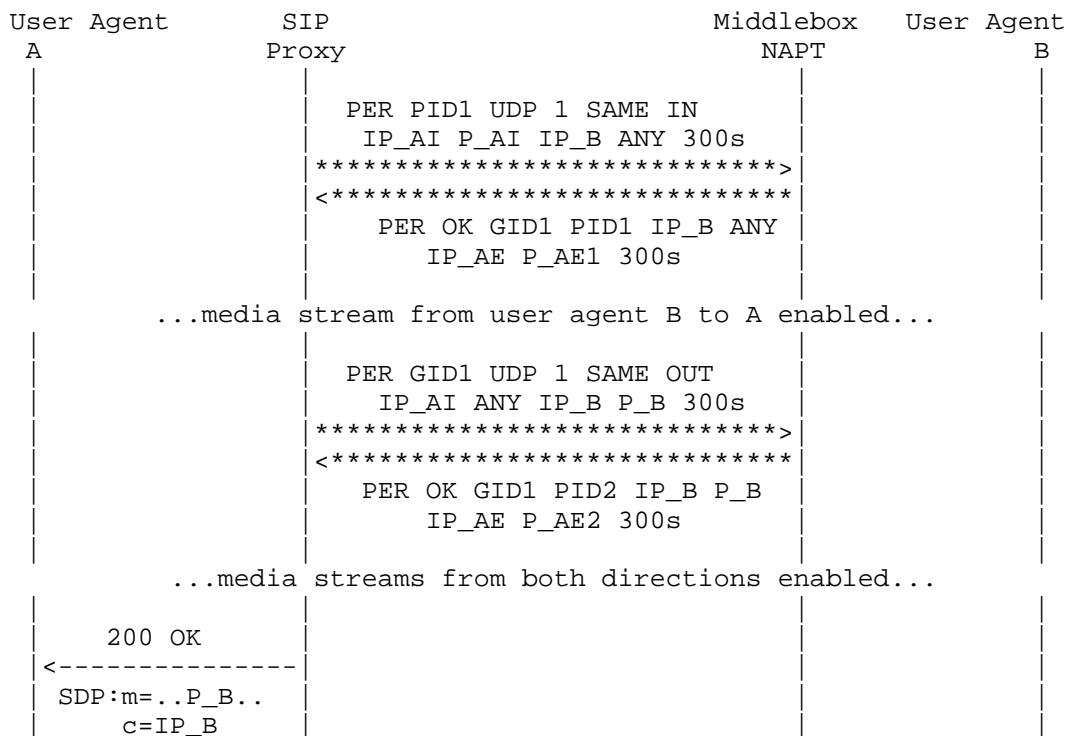 User Agent SIP Middlebox User Agent
A Proxy NAPT B
PER PID1 UDP 1 SAME IN
IP_AI P_AI IP_B ANY 300s
*****************************>
<*****************************
PER OK GID1 PID1 IP_B ANY
IP_AE P_AE1 300s
...media stream from user agent B to A enabled...
PER GID1 UDP 1 SAME OUT
IP_AI ANY IP_B P_B 300s
*****************************>
<*****************************
PER OK GID1 PID2 IP_B P_B
IP_AE P_AE2 300s
...media streams from both directions enabled...
200 OK
<---------------
SDP:m=..P_B..
c=IP_B